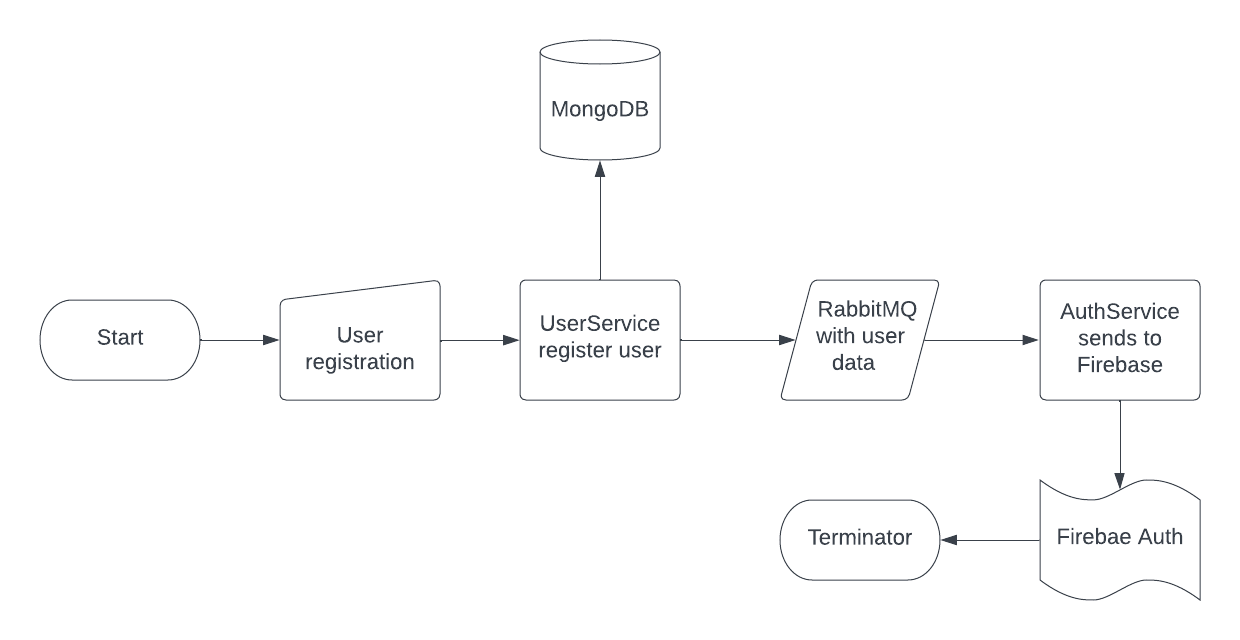 MongoDB
Start
User
registration
UserService
register user
RabbitMQ
with user
data
AuthService
sends to
Firebase
Firebae Auth
Terminator